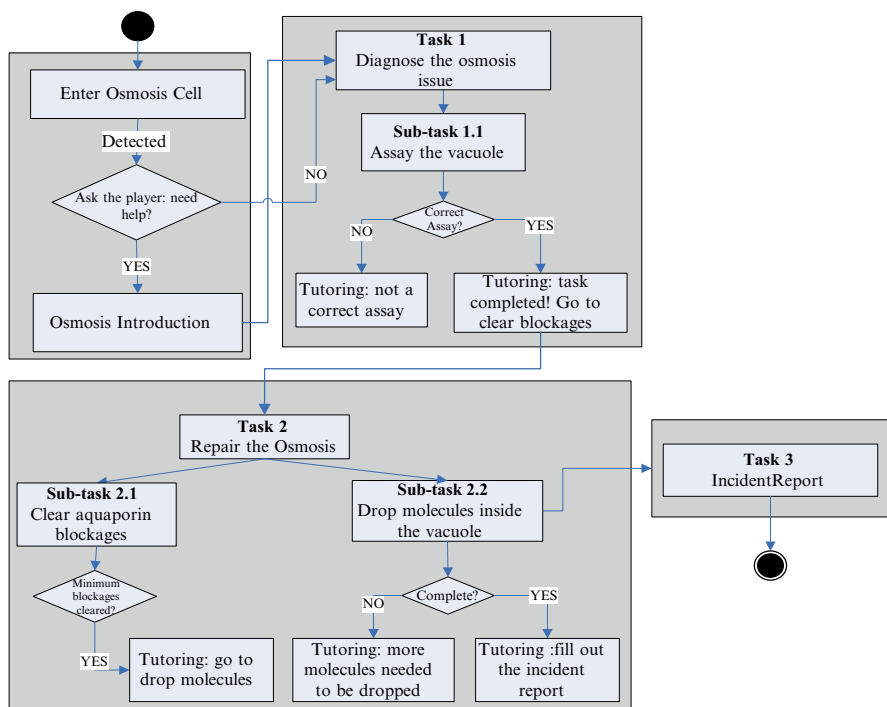 Enter Osmosis Cell
Detected
Ask the player: need
help?
NO
YES
Osmosis Introduction
Task 1
Diagnose the osmosis
issue
Sub-task 1.1
Assay the vacuole
Correct
Assay?
NO
YES
Tutoring: not a
correct assay
Tutoring: task
completed! Go to
clear blockages
Task 2
Repair the Osmosis
Sub-task 2.1
Clear aquaporin
blockages
Minimum
blockages
cleared?
YES
Tutoring: go to
drop molecules
Sub-task 2.2
Drop molecules inside
the vacuole
Complete?
NO
YES
Tutoring: more
molecules needed
to be dropped
Tutoring :fill out
the incident
report
Task 3
IncidentReport